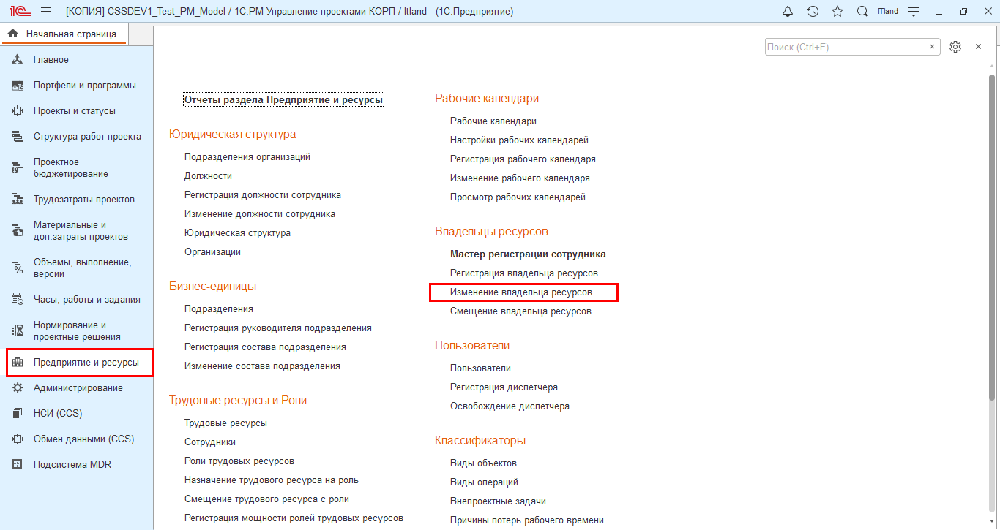 1С [КОПИЯ] CSSDEV1_Test_PM_Model / 1С:PM Управление проектами КОРП / Itland (1С:Предприятие) ITland
Начальная страница
Главное
Портфели и программы
Проекты и статусы
Структура работ проекта
Проектное
бюджетирование
Трудозатраты проектов
Материальные и
доп.затраты проектов
Объемы, выполнение,
версии
Часы, работы и задания
Нормирование и
проектные решения
Предприятие и ресурсы
Администрирование
НСИ (CCS)
Обмен данными (CCS)
Подсистема MDR
Поиск (Ctrl+F)
Отчеты раздела Предприятие и ресурсы
Юридическая структура
Подразделения организаций
Должности
Регистрация должности сотрудника
Изменение должности сотрудника
Юридическая структура
Организации
Бизнес-единицы
Подразделения
Регистрация руководителя подразделения
Регистрация состава подразделения
Изменение состава подразделения
Трудовые ресурсы и Роли
Трудовые ресурсы
Сотрудники
Роли трудовых ресурсов
Назначение трудового ресурса на роль
Смещение трудового ресурса с роли
Регистрация мощности ролей трудовых ресурсов
Рабочие календари
Рабочие календари
Настройки рабочих календарей
Регистрация рабочего календаря
Изменение рабочего календаря
Просмотр рабочих календарей
Владельцы ресурсов
Мастер регистрации сотрудника
Регистрация владельца ресурсов
Изменение владельца ресурсов
Смещение владельца ресурсов
Пользователи
Пользователи
Регистрация диспетчера
Освобождение диспетчера
Классификаторы
Виды объектов
Виды операций
Внепроектные задачи
Причины потерь рабочего времени